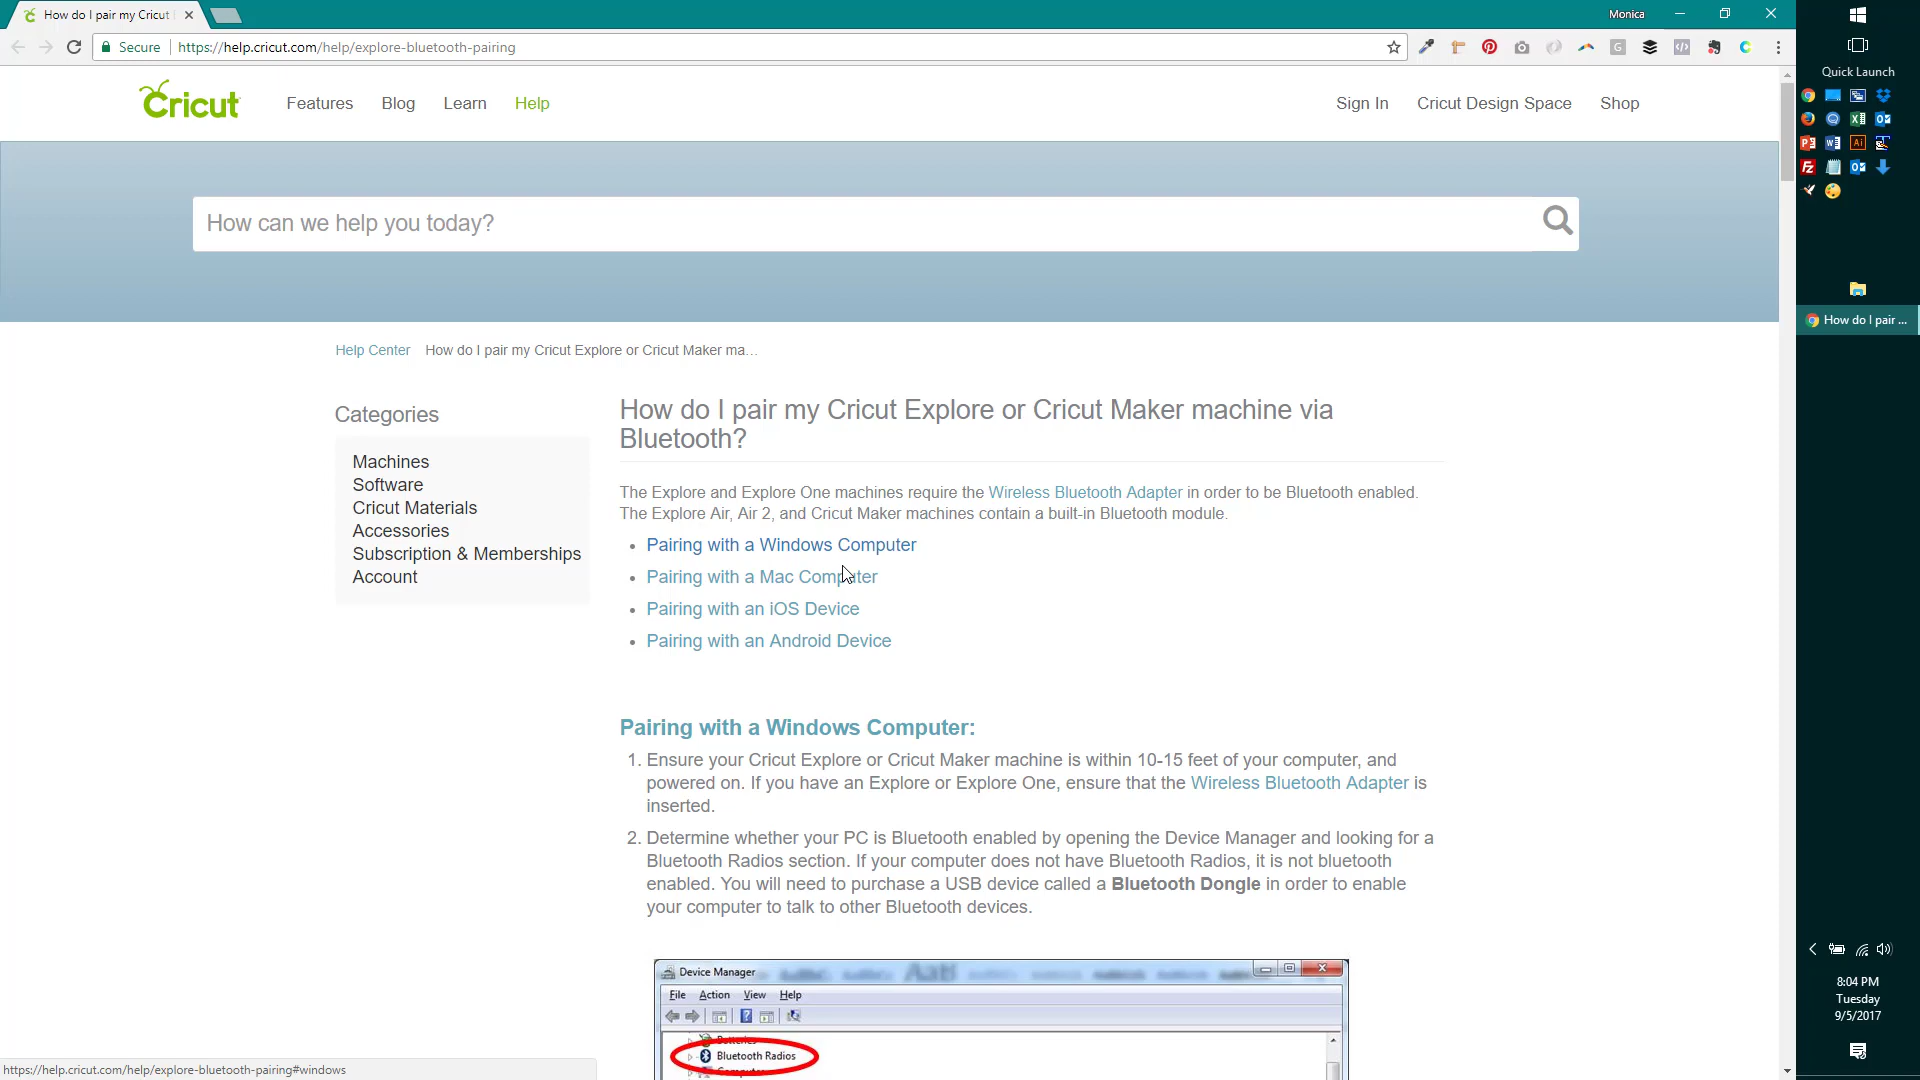 How do I pair my Cricut
Monica
Secure
https://help.cricut.com/help/explore-bluetooth-pairing
Quick Launch
Cricut
Features
Blog
Learn
Help
Sign In
Cricut Design Space
Shop
How can we help you today?
How do I pair ...
Help Center
How do I pair my Cricut Explore or Cricut Maker ma...
Categories
Machines
Software
Cricut Materials
Accessories
Subscription & Memberships
Account
How do I pair my Cricut Explore or Cricut Maker machine via
Bluetooth?
The Explore and Explore One machines require the Wireless Bluetooth Adapter in order to be Bluetooth enabled.
The Explore Air, Air 2, and Cricut Maker machines contain a built-in Bluetooth module.
• Pairing with a Windows Computer
• Pairing with a Mac Computer
• Pairing with an iOS Device
• Pairing with an Android Device
Pairing with a Windows Computer:
1. Ensure your Cricut Explore or Cricut Maker machine is within 10-15 feet of your computer, and
powered on. If you have an Explore or Explore One, ensure that the Wireless Bluetooth Adapter is
inserted.
2. Determine whether your PC is Bluetooth enabled by opening the Device Manager and looking for a
Bluetooth Radios section. If your computer does not have Bluetooth Radios, it is not bluetooth
enabled. You will need to purchase a USB device called a Bluetooth Dongle in order to enable
your computer to talk to other Bluetooth devices.
Device Manager
File Action View Help
Batteries
Bluetooth Radios
Computer
https://help.cricut.com/help/explore-bluetooth-pairing#windows
8:04 PM
Tuesday
9/5/2017